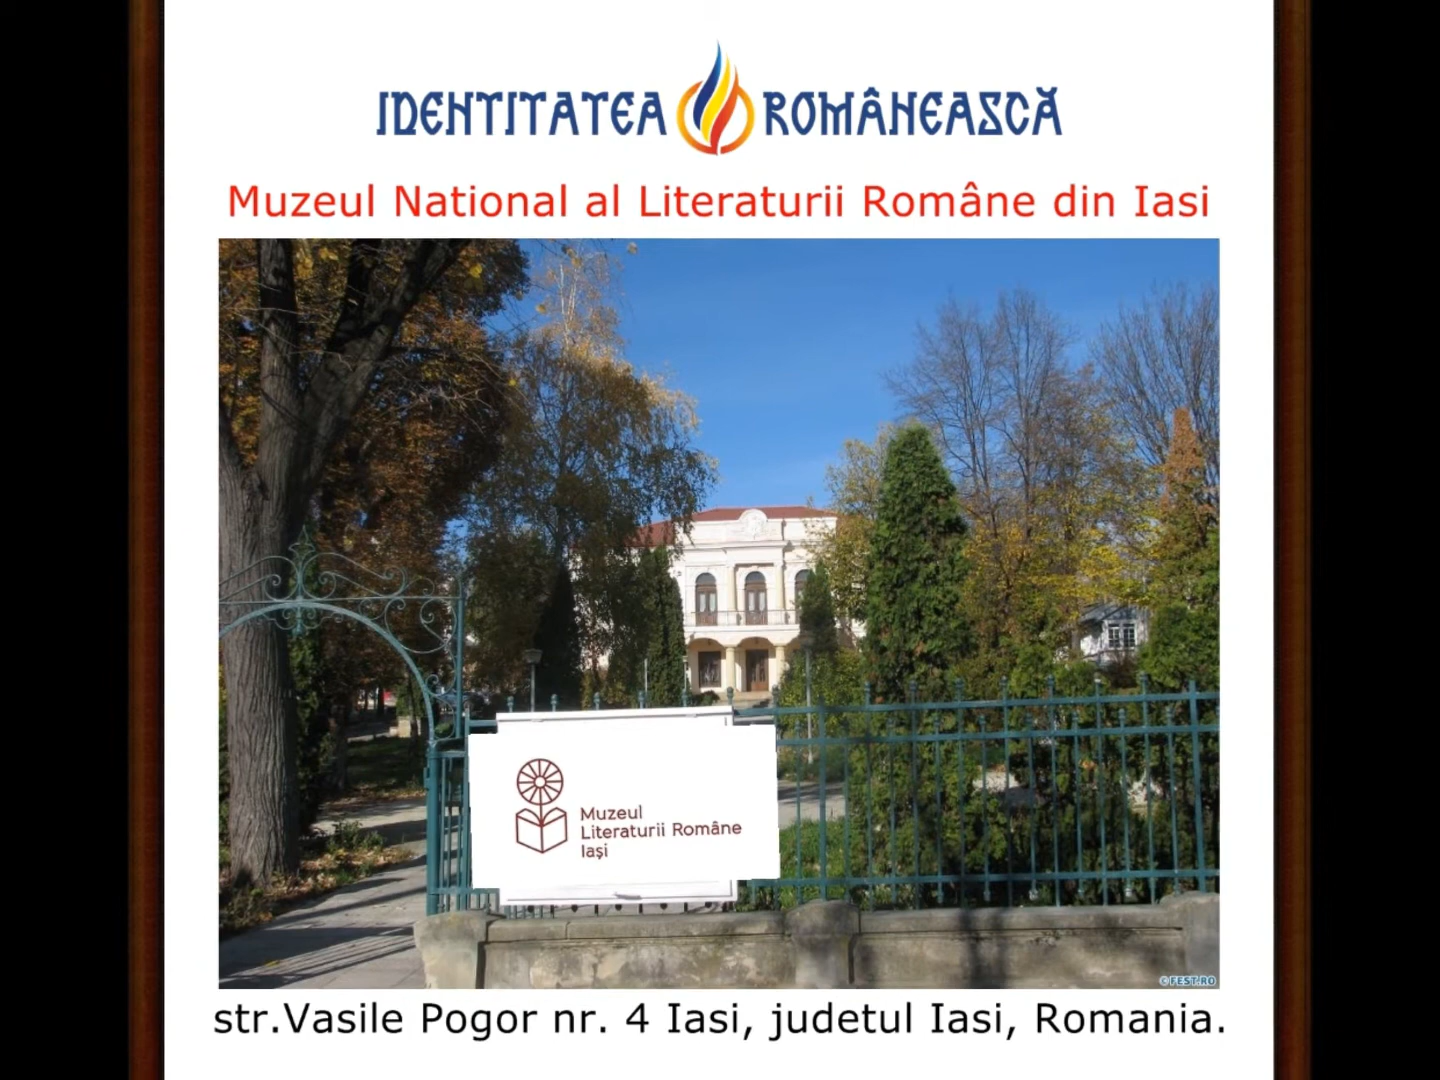 IDENTITATEA ROMÂNEASCĂ
Muzeul National al Literaturii Române din Iasi
Muzeul
Literaturii Române
Iași
© FEST.RO
str.Vasile Pogor nr. 4 Iasi, judetul Iasi, Romania.